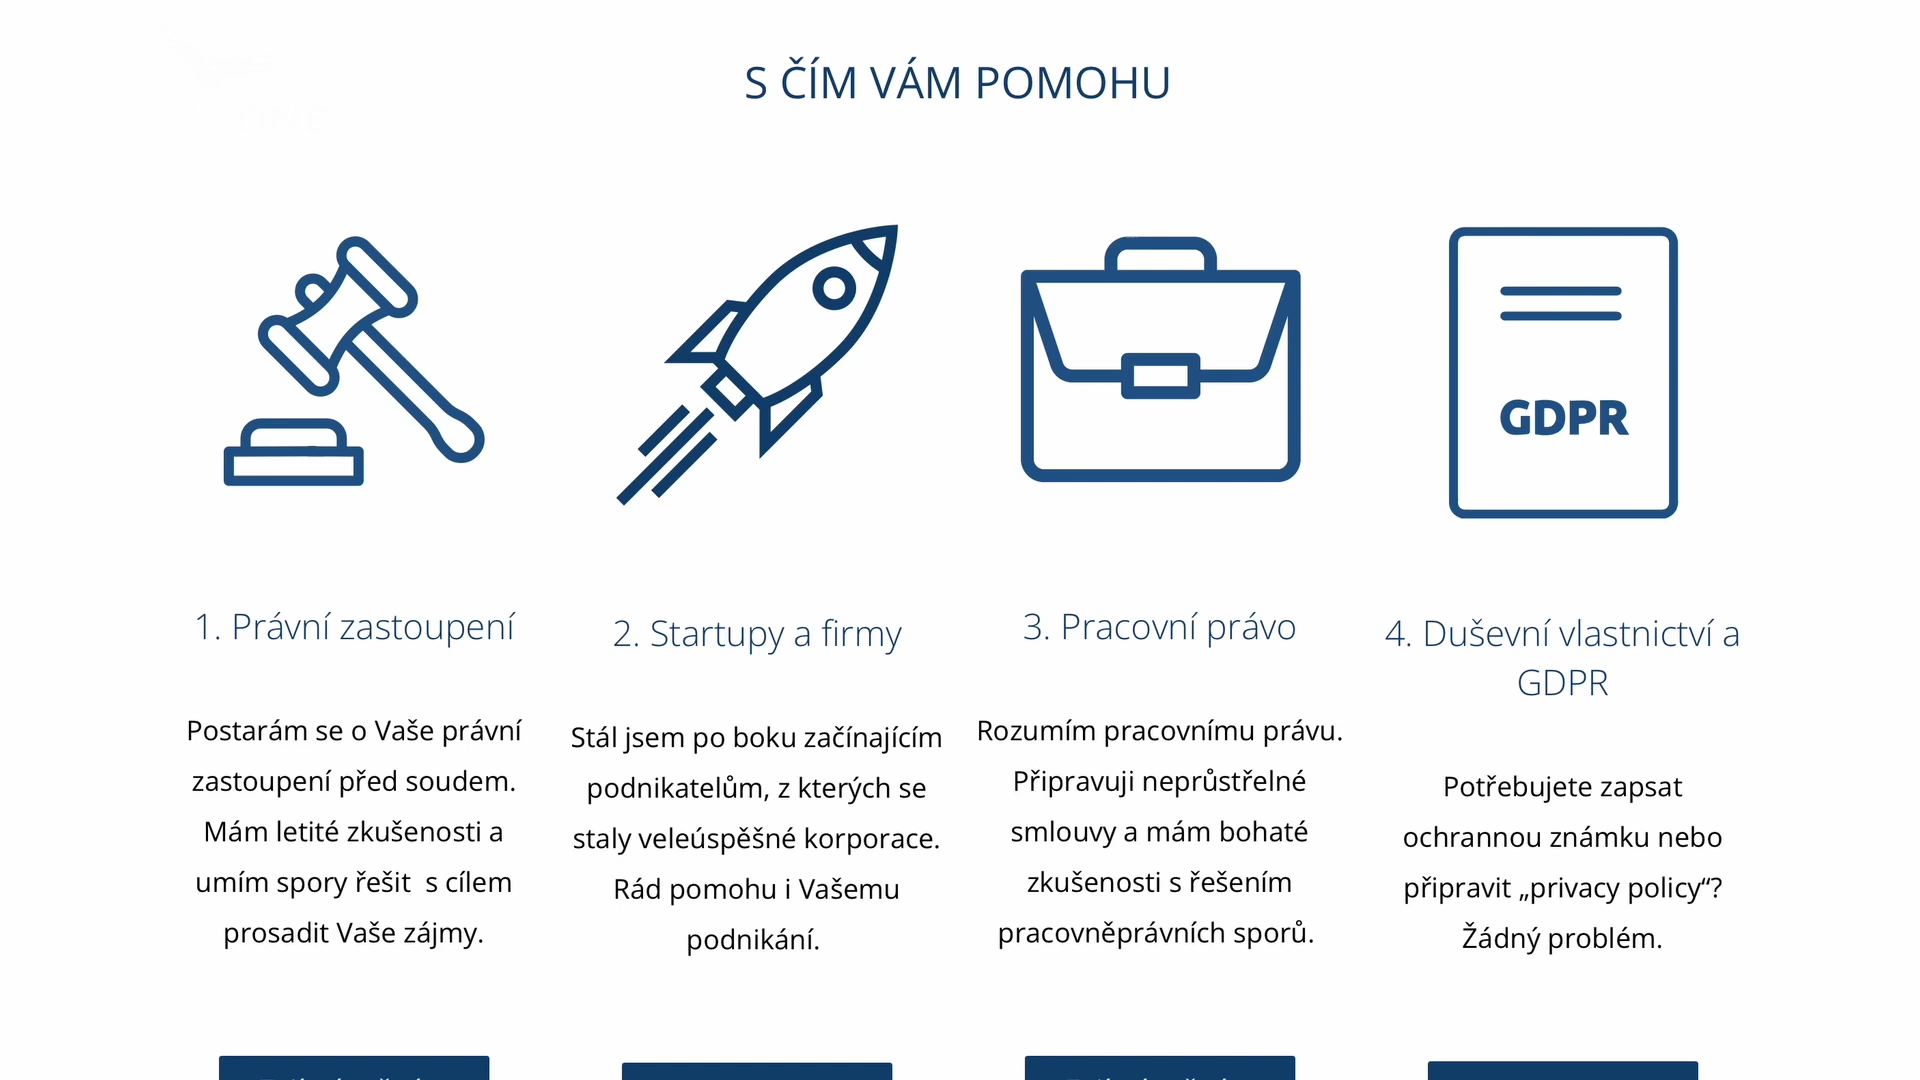 S ČÍM VÁM POMOHU
GDPR
1. Právní zastoupení
Postarám se o Vaše právní
zastoupení před soudem.
Mám letité zkušenosti a
umím spory řešit  s cílem
prosadit Vaše zájmy.
2. Startupy a firmy
Stál jsem po boku začínajícím
podnikatelům, z kterých se
staly veleúspěšné korporace.
Rád pomohu i Vašemu
podnikání.
3. Pracovní právo
Rozumím pracovnímu právu.
Připravuji neprůstřelné
smlouvy a mám bohaté
zkušenosti s řešením
pracovněprávních sporů.
4. Duševní vlastnictví a
GDPR
Potřebujete zapsat
ochrannou známku nebo
připravit „privacy policy“?
Žádný problém.